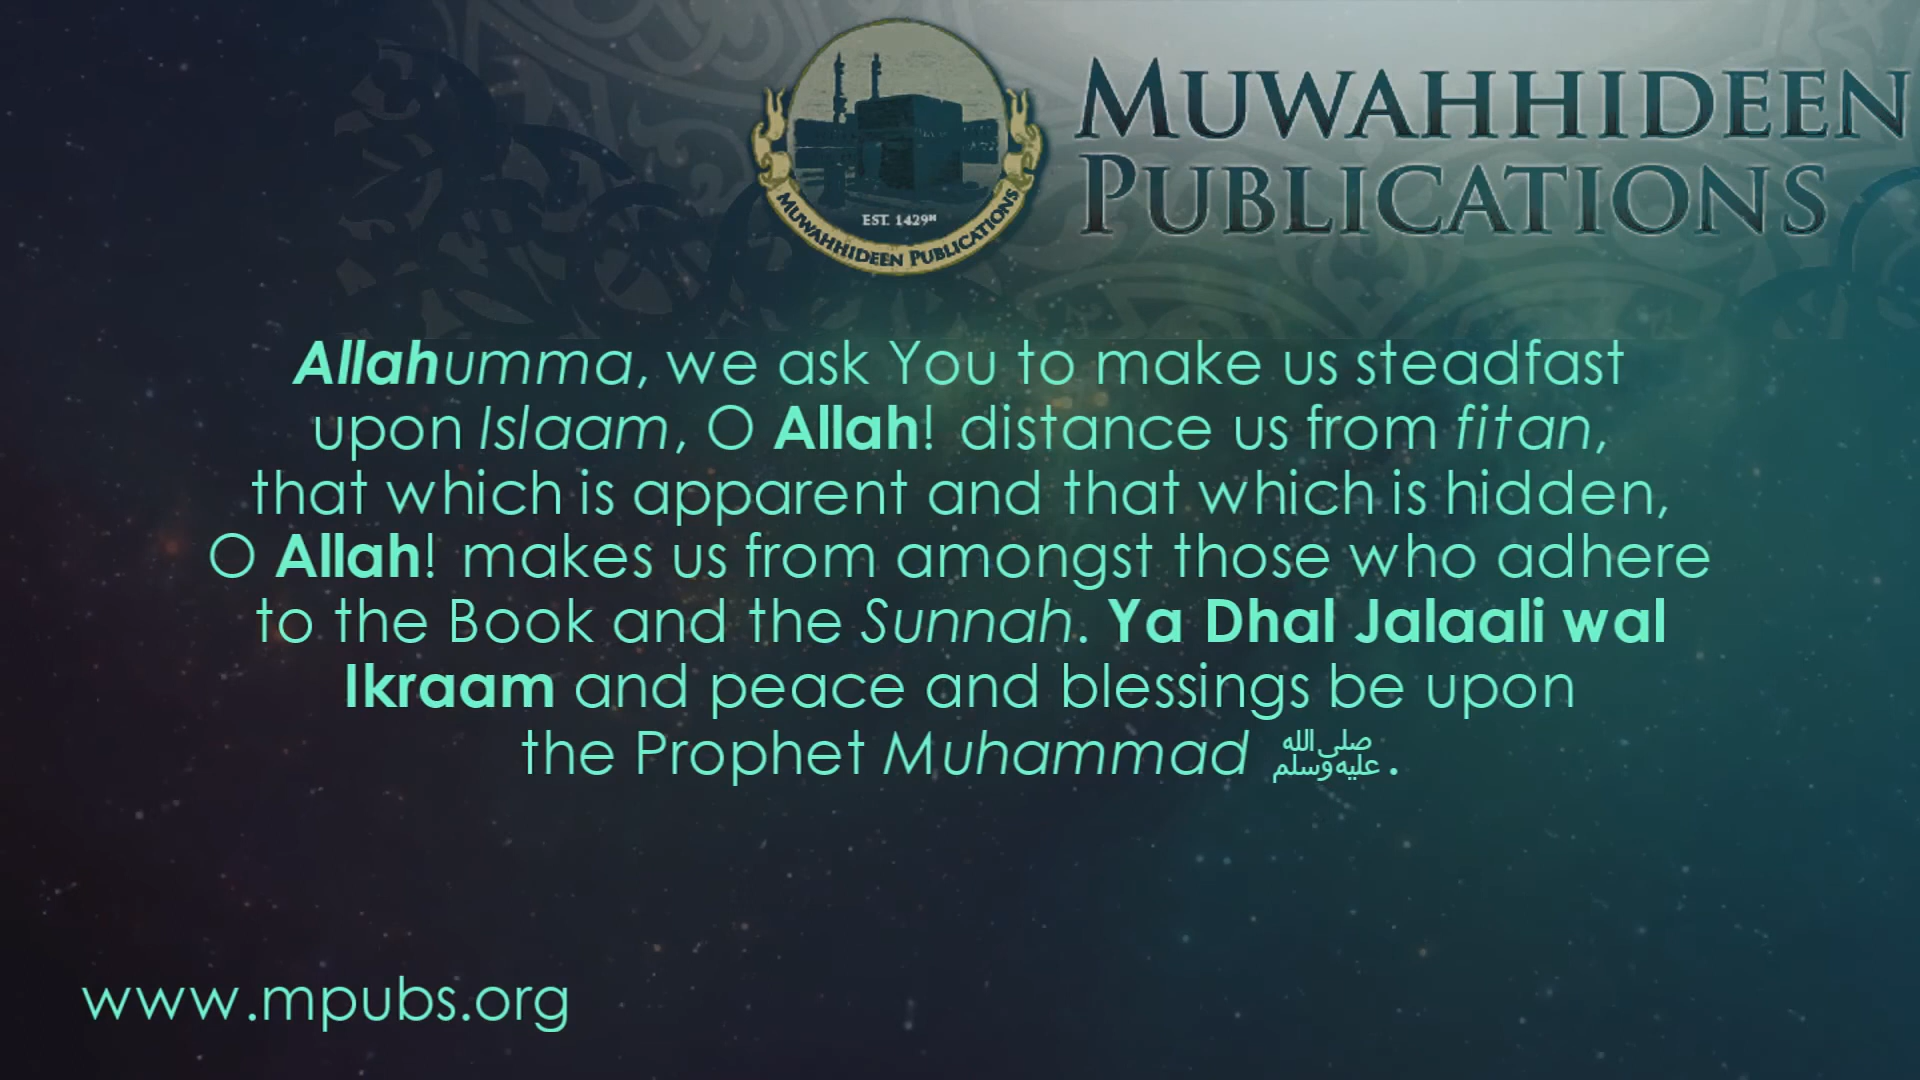 EST. 1429H
MUWAHHIDEEN PUBLICATIONS
MUWAHHIDEEN
PUBLICATIONS
Allahumma, we ask You to make us steadfast
upon Islaam, O Allah! distance us from fitan,
that which is apparent and that which is hidden,
O Allah! makes us from amongst those who adhere
to the Book and the Sunnah. Ya Dhal Jalaali wal
Ikraam and peace and blessings be upon
the Prophet Muhammad ﷺ.
www.mpubs.org